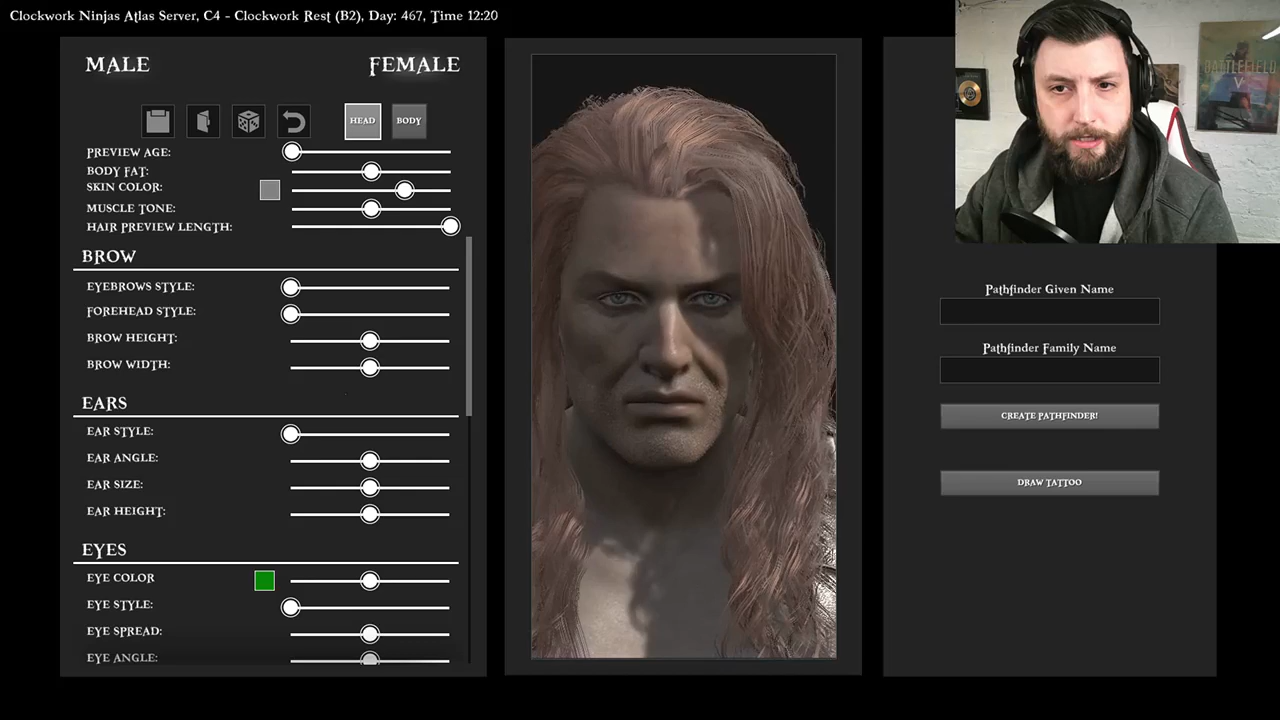 Clockwork Ninjas Atlas Server, C4 - Clockwork Rest (B2), Day: 467, Time 12:20
MALE
FEMALE
HEAD
BODY
PREVIEW AGE:
BODY FAT:
SKIN COLOR:
MUSCLE TONE:
HAIR PREVIEW LENGTH:
BROW
EYEBROWS STYLE:
FOREHEAD STYLE:
BROW HEIGHT:
BROW WIDTH:
EARS
EAR STYLE:
EAR ANGLE:
EAR SIZE:
EAR HEIGHT:
EYES
EYE COLOR
EYE STYLE:
EYE SPREAD:
EYE ANGLE:
BATTLEFIELD
V
Pathfinder Given Name
Pathfinder Family Name
CREATE PATHFINDER!
DRAW TATTOO